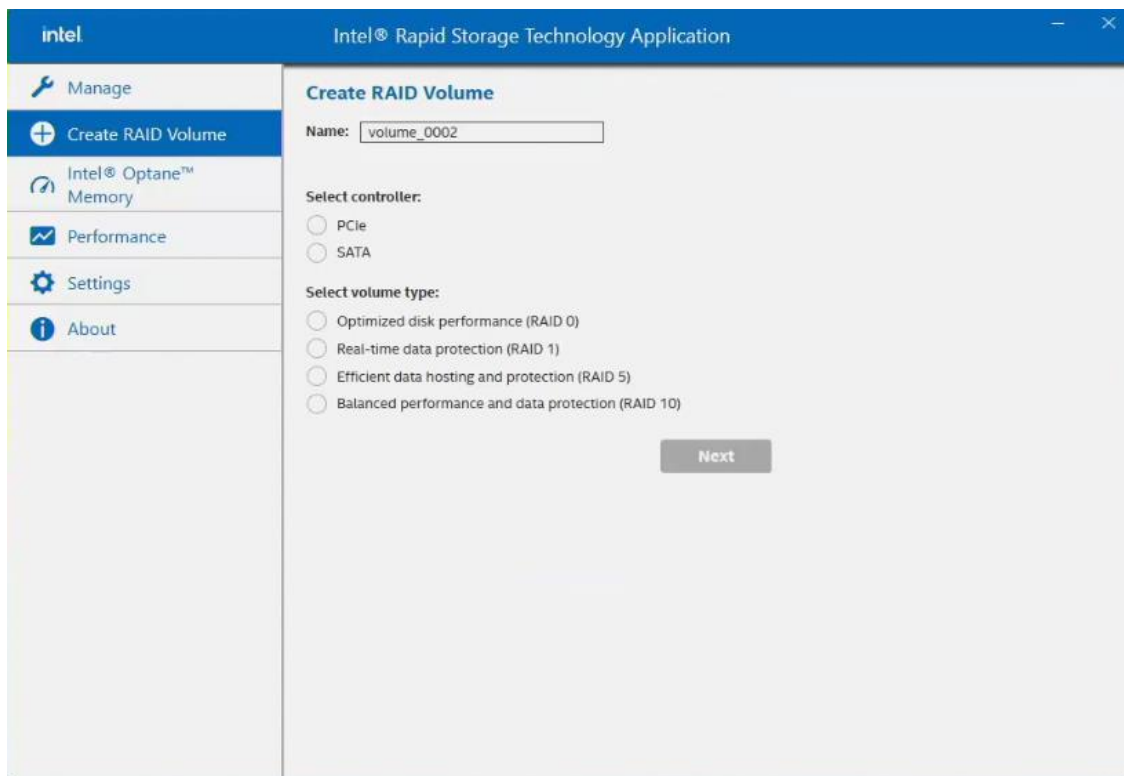 intel.
Intel® Rapid Storage Technology Application
Manage
Create RAID Volume
Intel® Optane™
Memory
Performance
Settings
About
Create RAID Volume
Name: volume_0002
Select controller:
PCIe
SATA
Select volume type:
Optimized disk performance (RAID 0)
Real-time data protection (RAID 1)
Efficient data hosting and protection (RAID 5)
Balanced performance and data protection (RAID 10)
Next